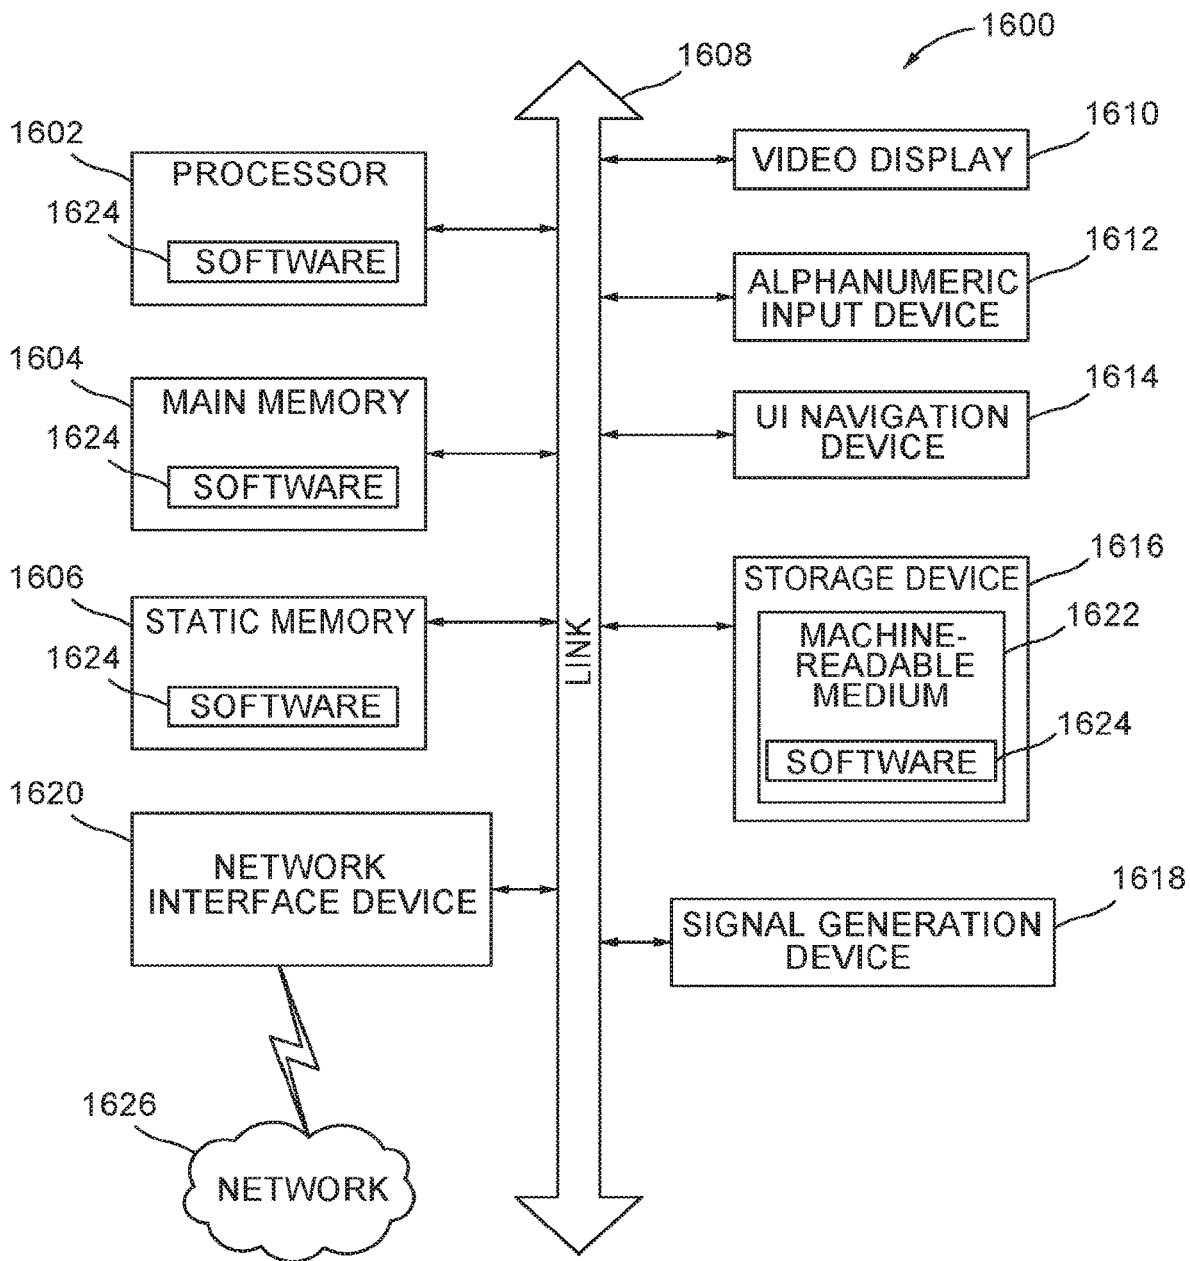 1600
1608
1602
PROCESSOR
1624
SOFTWARE
1604
MAIN MEMORY
1624
SOFTWARE
1606
STATIC MEMORY
1624
SOFTWARE
1620
NETWORK
INTERFACE DEVICE
1626
NETWORK
LINK
1610
VIDEO DISPLAY
1612
ALPHANUMERIC
INPUT DEVICE
1614
UI NAVIGATION
DEVICE
1616
STORAGE DEVICE
1622
MACHINE-
READABLE
MEDIUM
1624
SOFTWARE
1618
SIGNAL GENERATION
DEVICE